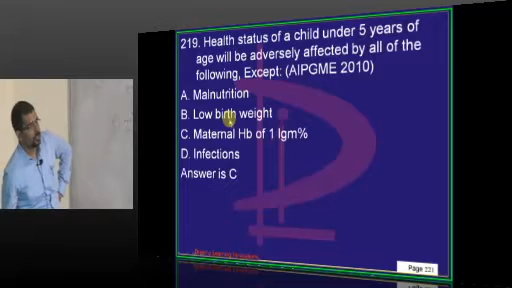 219. Health status of a child under 5 years of
age will be adversely affected by all of the
following, Except: (AIPGME 2010)
A. Malnutrition
B. Low birth weight
C. Maternal Hb of 1 lgm%
D. Infections
Answer is C
Page 221